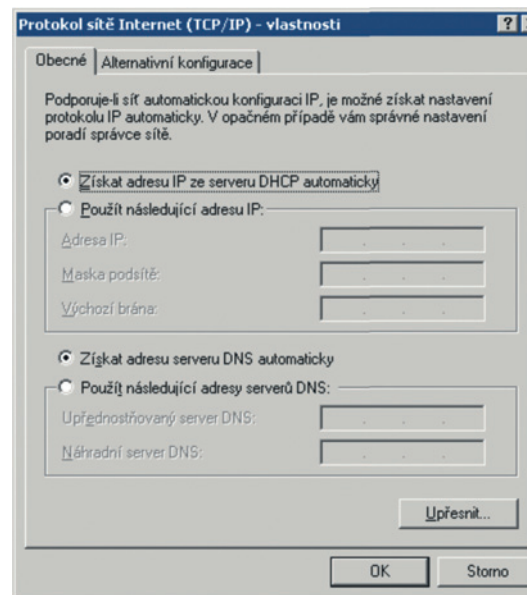 Protokol sítě Internet (TCP/IP) - vlastnosti
Obecné
Alternativní konfigurace
Podporuje-li síť automatickou konfiguraci IP, je možné získat nastavení
protokolu IP automaticky. V opačném případě vám správné nastavení
poradí správce sítě.
Získat adresu IP ze serveru DHCP automaticky
Použít následující adresu IP:
Adresa IP:
Maska podsítě:
Výchozí brána:
Získat adresu serveru DNS automaticky
Použít následující adresy serverů DNS:
Upřednostňovaný server DNS:
Náhradní server DNS:
Upřesnit...
OK
Storno